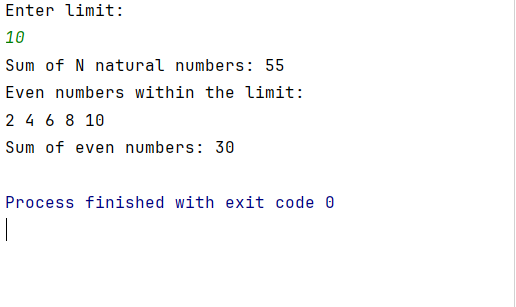 Enter limit:
10
Sum of N natural numbers: 55
Even numbers within the limit:
2 4 6 8 10
Sum of even numbers: 30
Process finished with exit code 0